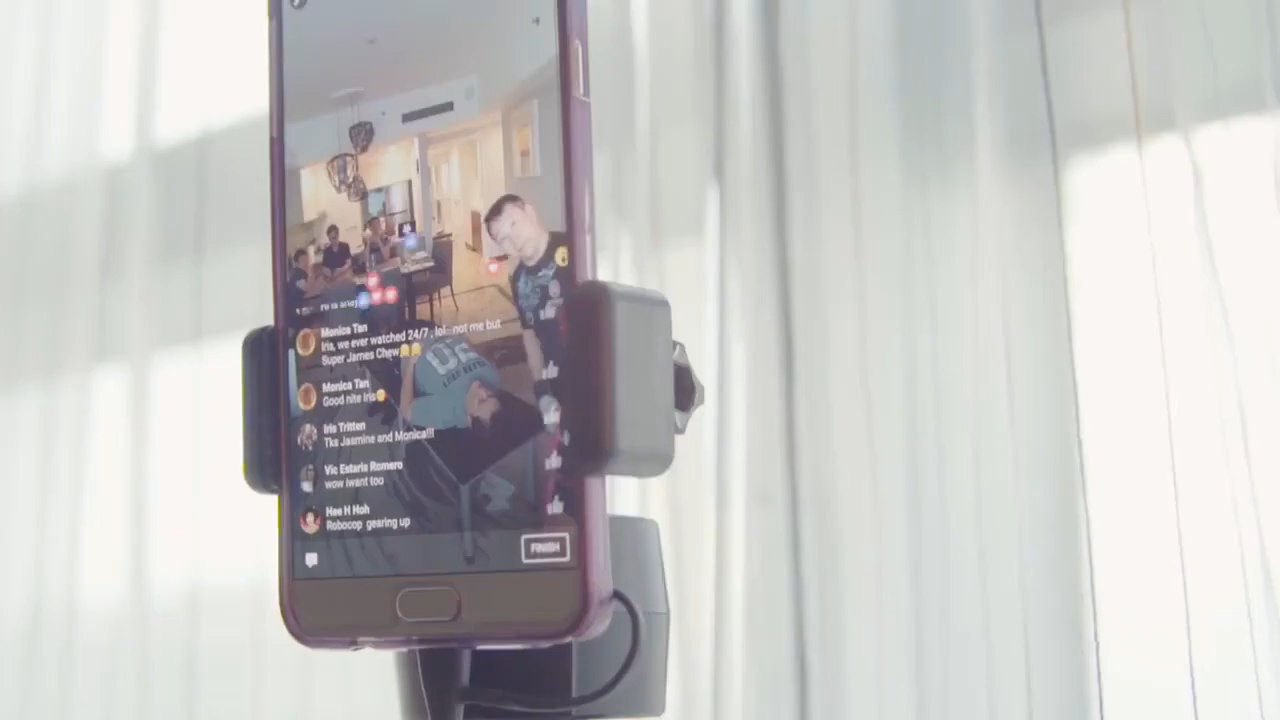 Monica Tan
Iris, we ever watched 24/7 , lol.. not me but
Super James Chew
Monica Tan
Good nite Iris
Iris Tritten
Tks Jasmine and Monica!!!
Vic Estaris Romero
wow iwant too
Hee H Hoh
Robocop gearing up
FINISH